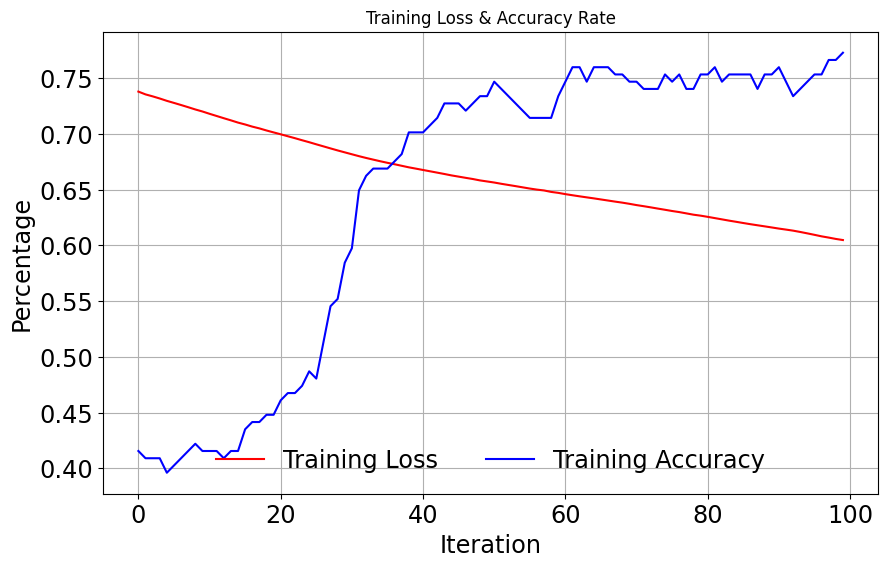 Training Loss & Accuracy Rate
Percentage
0.75
0.70
0.65
0.60
0.55
0.50
0.45
0.40
Training Loss
Training Accuracy
0 20 40 60 80 100
Iteration